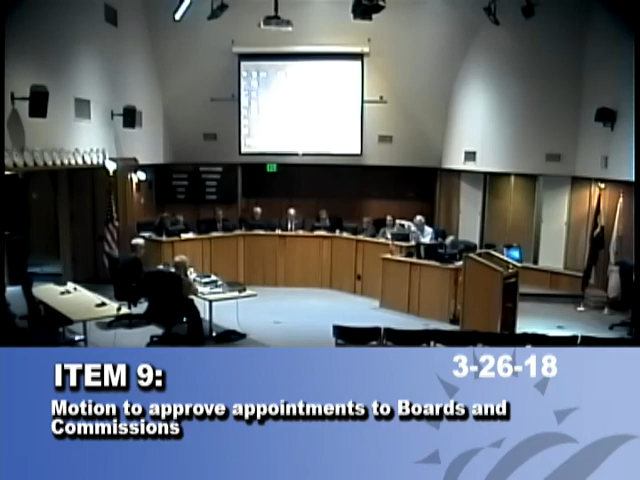 ITEM 9:
3-26-18
Motion to approve appointments to Boards and
Commissions